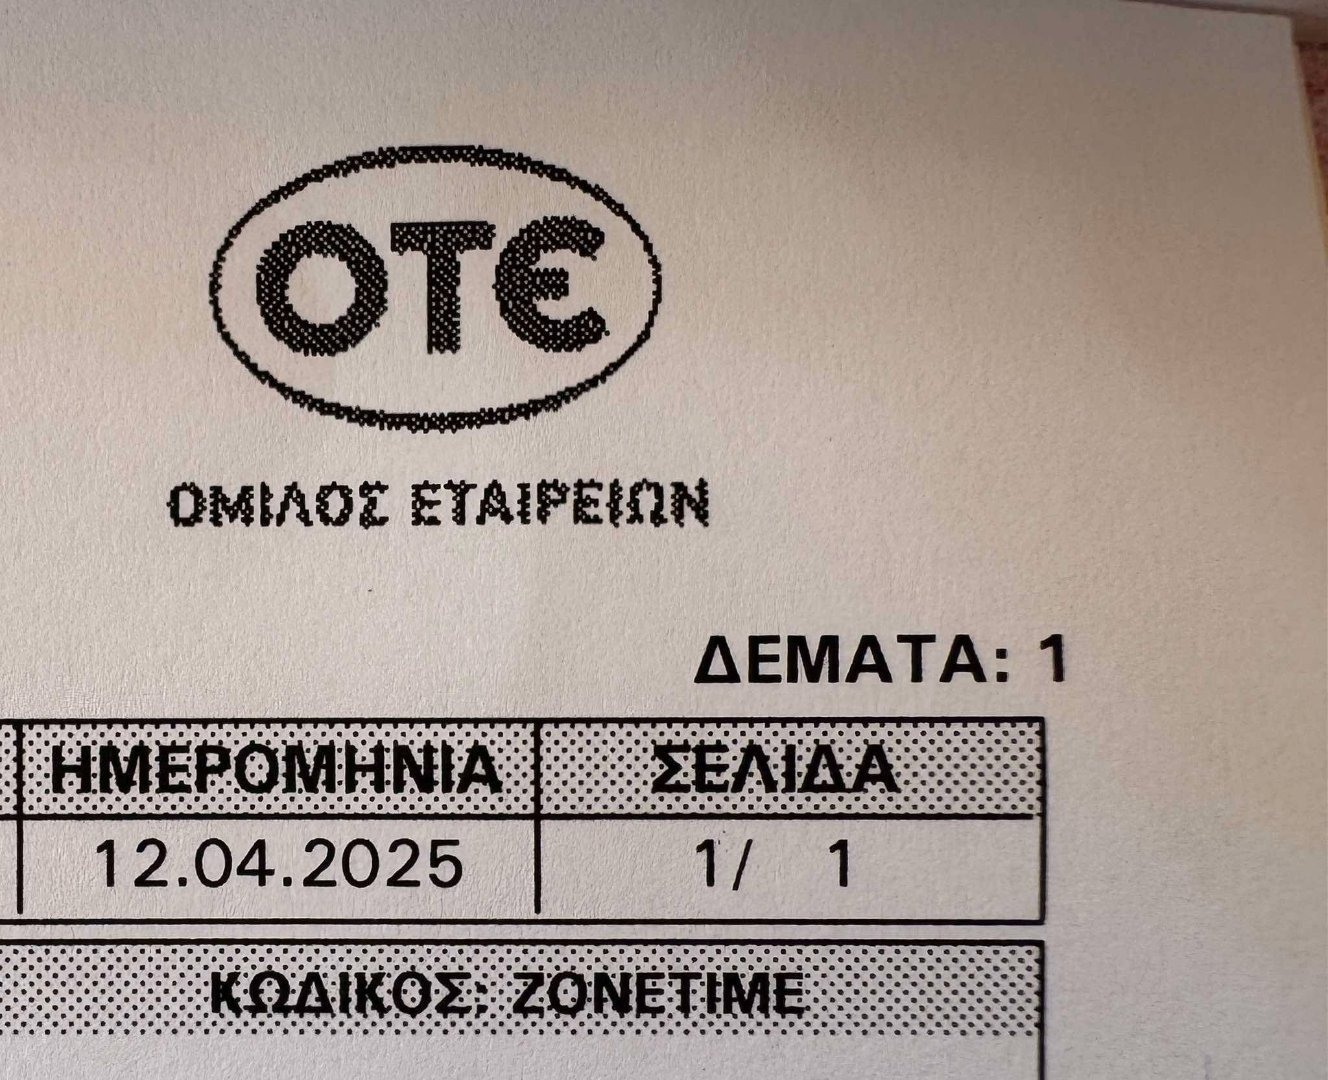 ΟΤΕ
ΟΜΙΛΟΣ ΕΤΑΙΡΕΙΩΝ
ΔΕΜΑΤΑ: 1
ΗΜΕΡΟΜΗΝΙΑ ΣΕΛΙΔΑ
12.04.2025 1/ 1
ΚΩΔΙΚΟΣ: ZONETIME